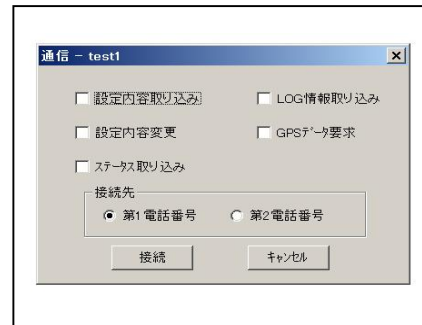 通信 - test1
設定内容取り込み
LOG情報取り込み
設定内容変更
GPSﾃﾞｰﾀ要求
ｽﾃｰﾀｽ取り込み
接続先
第1電話番号
第2電話番号
接続
ｷｬﾝｾﾙ